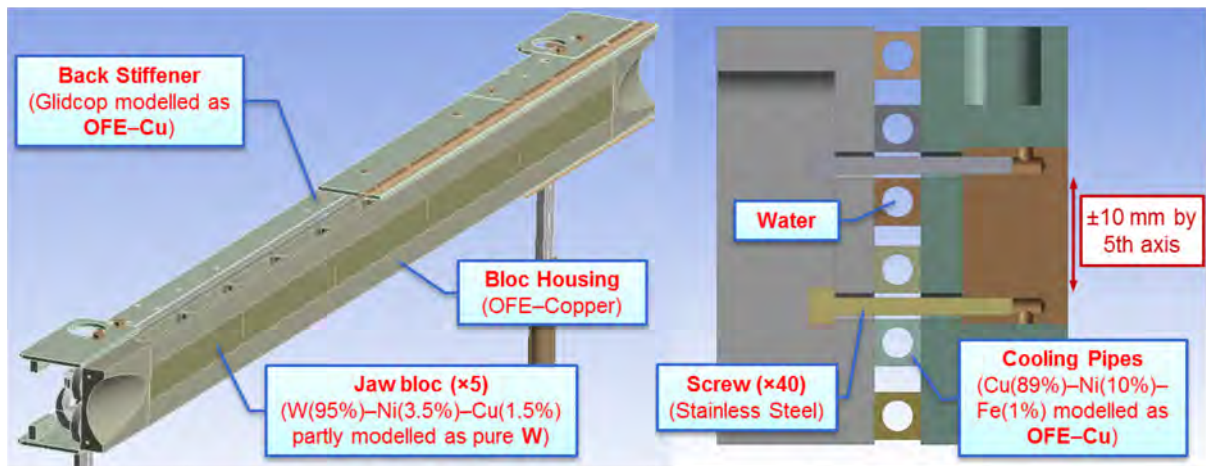 Back Stiffener
(Glidcop modelled as
OFE–Cu)
Bloc Housing
(OFE–Copper)
Jaw bloc (×5)
(W(95%)–Ni(3.5%)–Cu(1.5%)
partly modelled as pure W)
Water
±10 mm by
5th axis
Screw (×40)
(Stainless Steel)
Cooling Pipes
(Cu(89%)–Ni(10%)–
Fe(1%) modelled as
OFE–Cu)